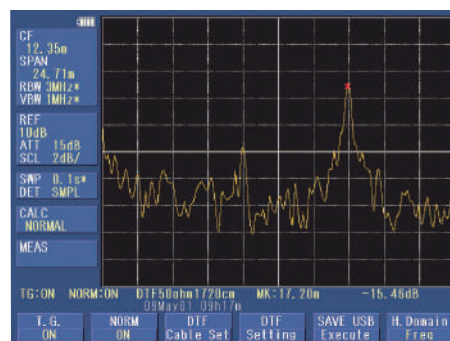 CF
12.35m
SPAN
24.71m
RBW 3MHz*
VBW 1MHz*
REF
10dB
ATT 15dB
SCL 2dB/
SWP 0.1s*
DET SMPL
CALC
NORMAL
MEAS
TG:ON NORM:ON DTF50ohm1720cm MK:17.20m -15.46dB
09May01 09h17m
T.G.
ON
NORM
ON
DTF
Cable Set
DTF
Setting
SAVE USB
Execute
H.Domain
Freq